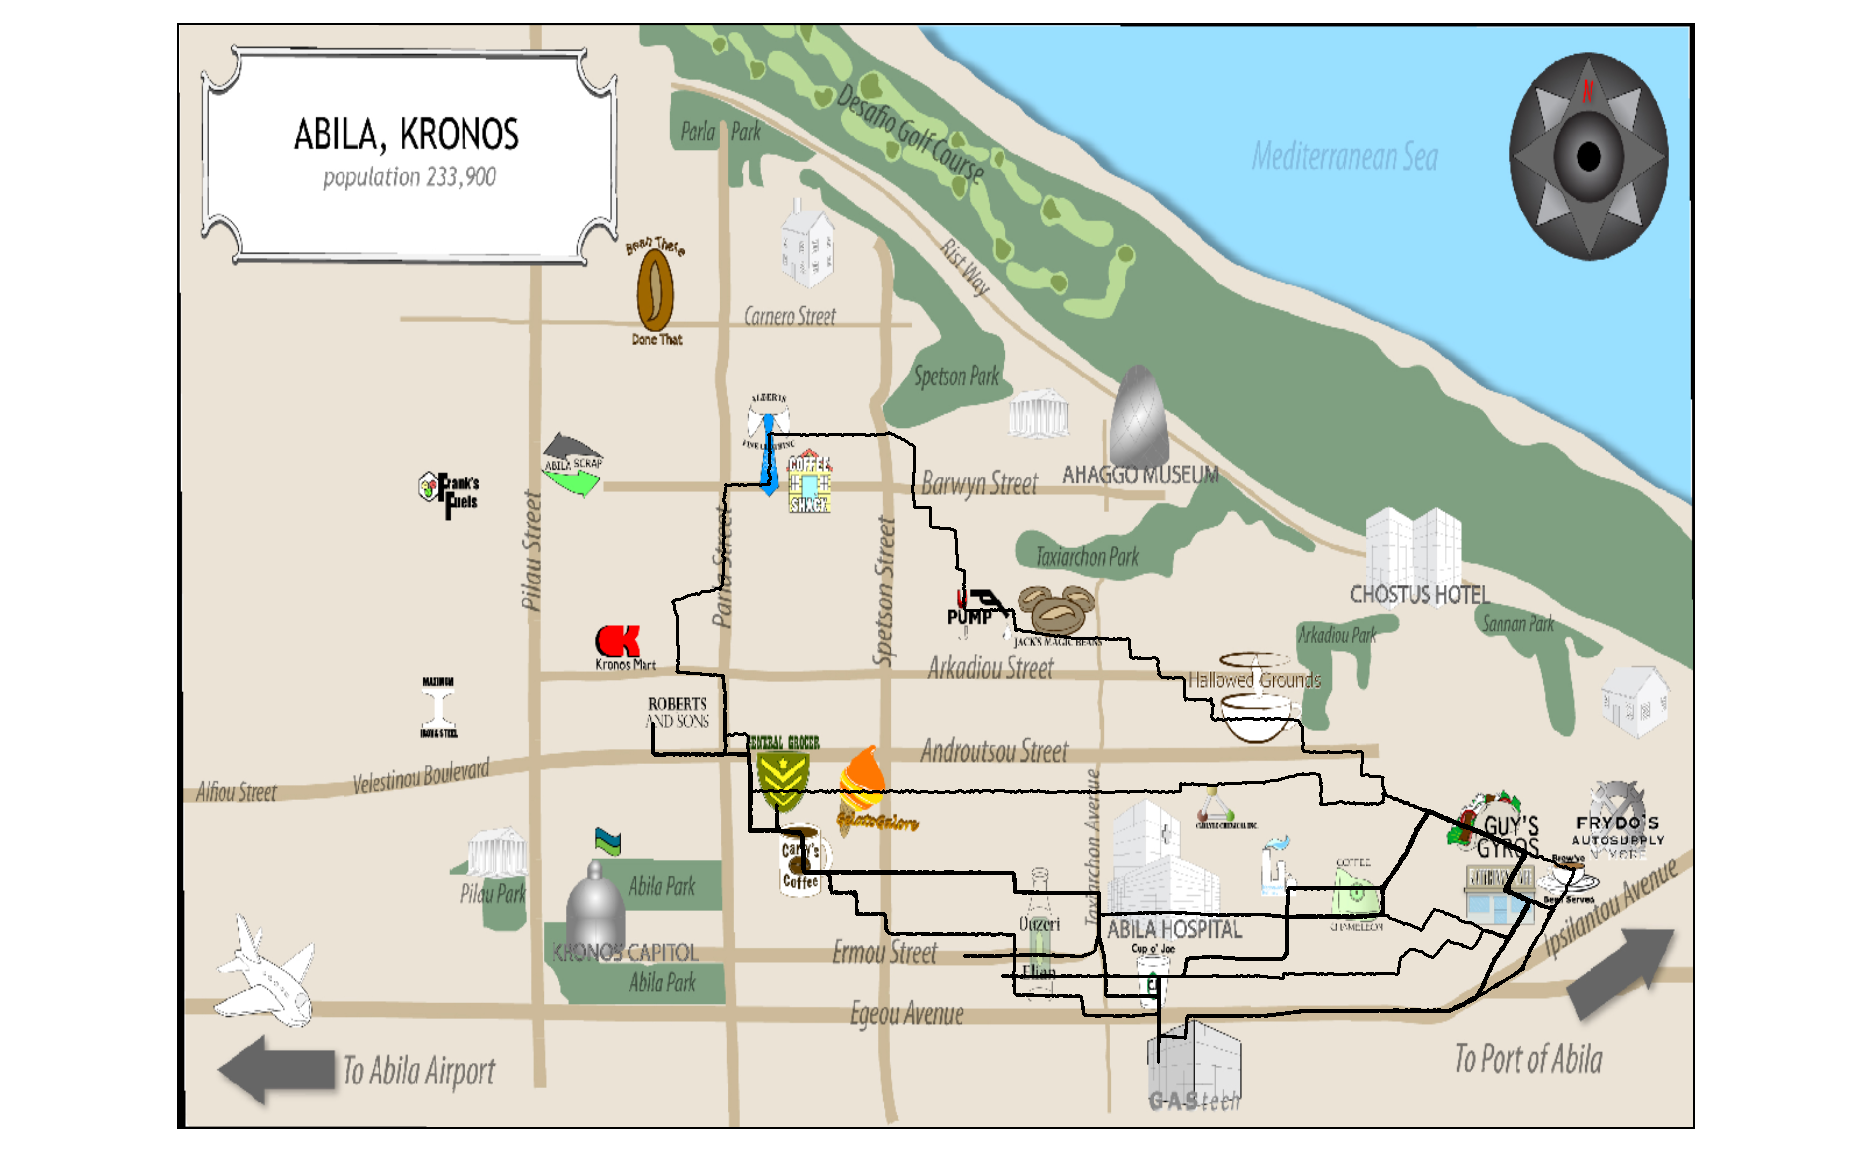 ABILA, KRONOS
population 233,900
N
Mediterranean Sea
Desafio Golf Course
Parla Park
Rist Way
Bean There
Done That
Carnero Street
Spetson Park
ALBERTS
FINE CLOTHING
ABILA SCRAP
Frank's
Fuels
COFFEE
SHACK
Barwyn Street
AHAGGO MUSEUM
Pilau Street
Parla Street
Spetson Street
Taxiarchon Park
CHOSTUS HOTEL
Sannan Park
Arkadiou Park
U
PUMP
JACK'S MAGIC BEANS
Kronos Mart
Arkadiou Street
Hallowed Grounds
MAXIMUM
IRON & STEEL
ROBERTS
AND SONS
GENERAL GROCER
Androutsou Street
Velestinou Boulevard
Alfiou Street
Gelato Galore
Carly's
Coffee
Taxiarchon Avenue
CARLYLE CHEMICAL INC.
GUY'S
GYROS
FRYDO'S
AUTOSUPPLY
N' MORE
Brew've
Been Served
COFFEE
CHAMELEON
Pilau Park
Abila Park
Ouzeri
Elian
ABILA HOSPITAL
Cup o' Joe
Ipsilantou Avenue
KRONOS CAPITOL
Ermou Street
Abila Park
Egeou Avenue
To Abila Airport
To Port of Abila
GAStech